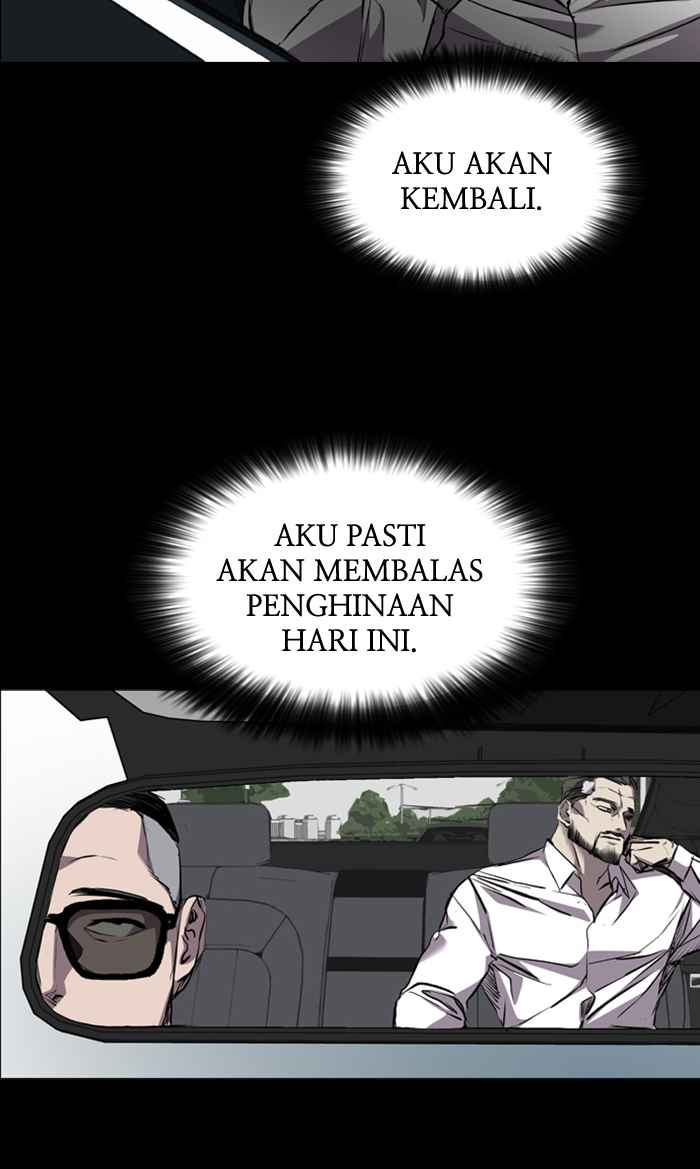 AKU AKAN
KEMBALI.
AKU PASTI
AKAN MEMBALAS
PENGHINAAN
HARI INI.